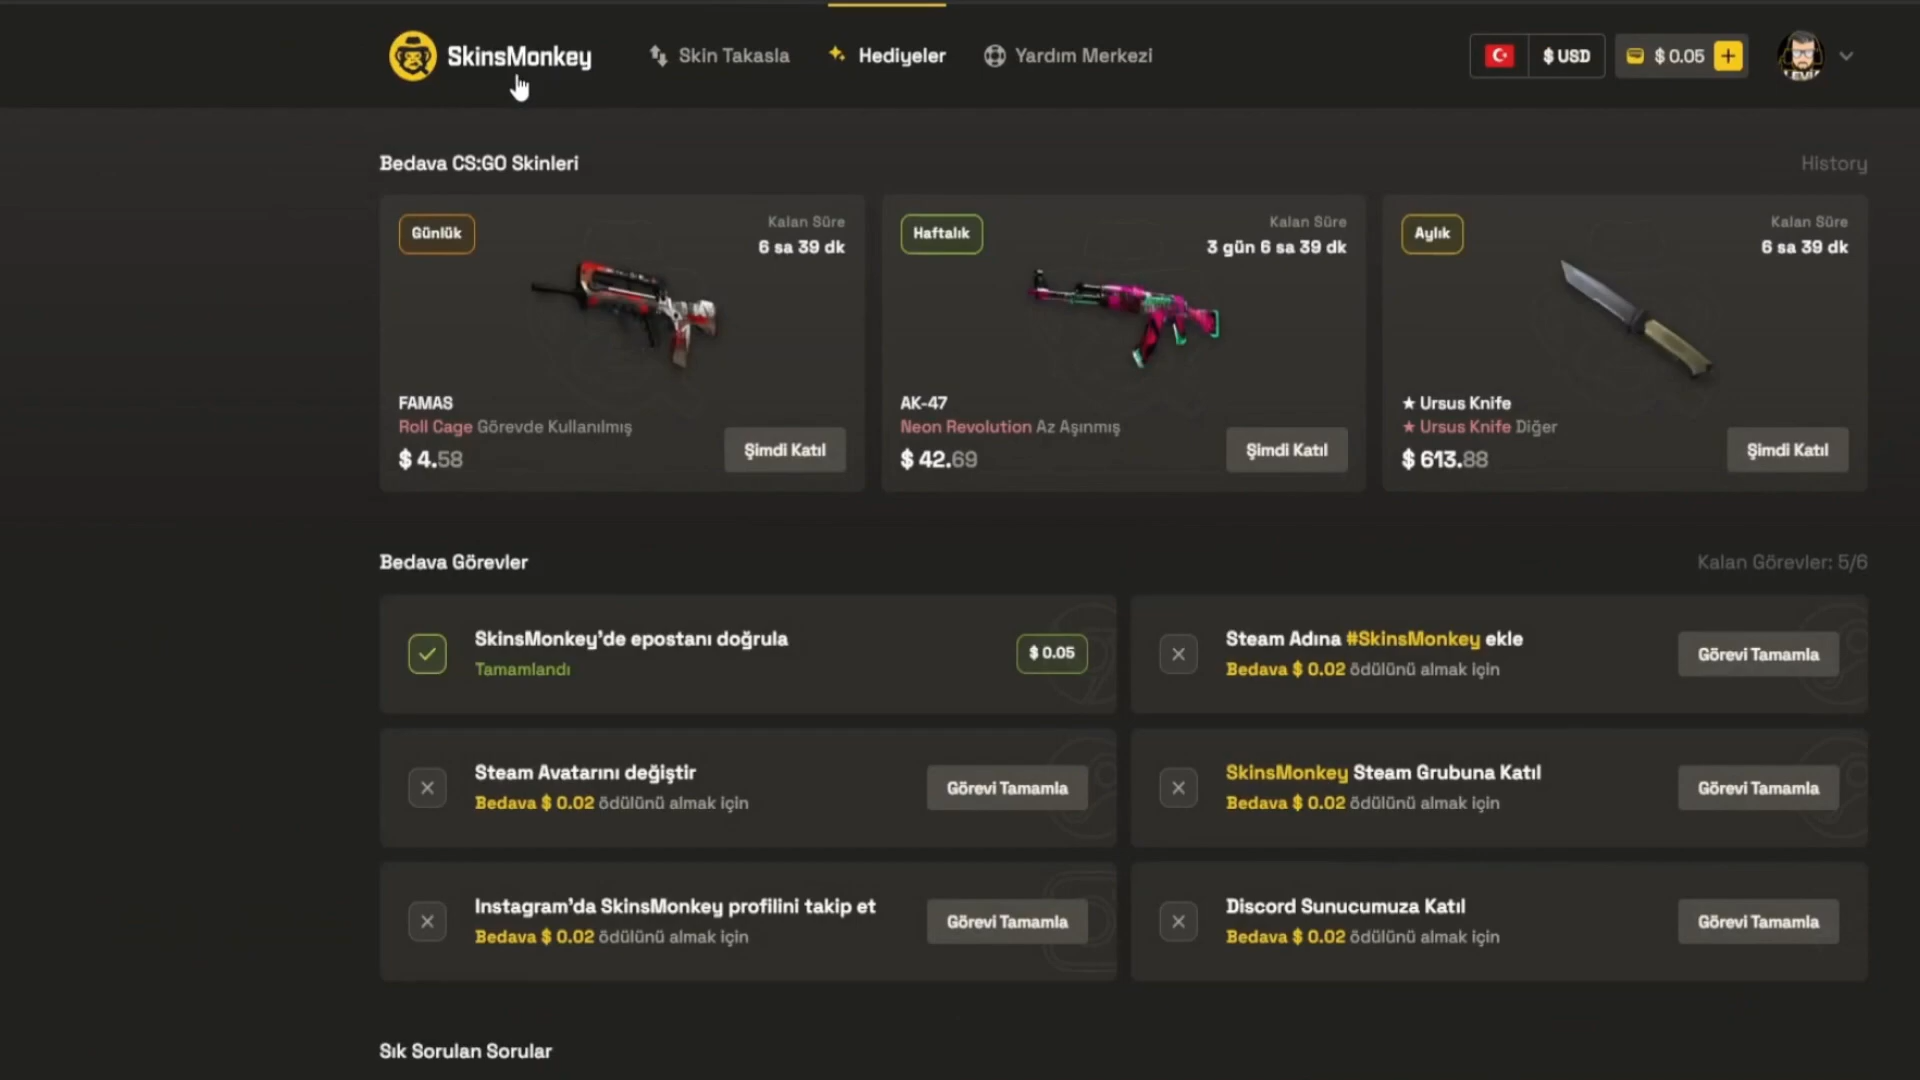 SkinsMonkey
Skin Takasla
Hediyeler
Yardım Merkezi
$ USD
$ 0.05
Bedava CS:GO Skinleri
History
Günlük
Kalan Süre
6 sa 39 dk
FAMAS
Roll Cage Görevde Kullanılmış
$ 4.58
Şimdi Katıl
Haftalık
Kalan Süre
3 gün 6 sa 39 dk
AK-47
Neon Revolution Az Aşınmış
$ 42.69
Şimdi Katıl
Aylık
Kalan Süre
6 sa 39 dk
★ Ursus Knife
★ Ursus Knife Diğer
$ 613.88
Şimdi Katıl
Bedava Görevler
Kalan Görevler: 5/6
SkinsMonkey'de epostanı doğrula
Tamamlandı
$ 0.05
Steam Adına #SkinsMonkey ekle
Bedava $ 0.02 ödülünü almak için
Görevi Tamamla
Steam Avatarını değiştir
Bedava $ 0.02 ödülünü almak için
Görevi Tamamla
SkinsMonkey Steam Grubuna Katıl
Bedava $ 0.02 ödülünü almak için
Görevi Tamamla
Instagram'da SkinsMonkey profilini takip et
Bedava $ 0.02 ödülünü almak için
Görevi Tamamla
Discord Sunucumuza Katıl
Bedava $ 0.02 ödülünü almak için
Görevi Tamamla
Sık Sorulan Sorular